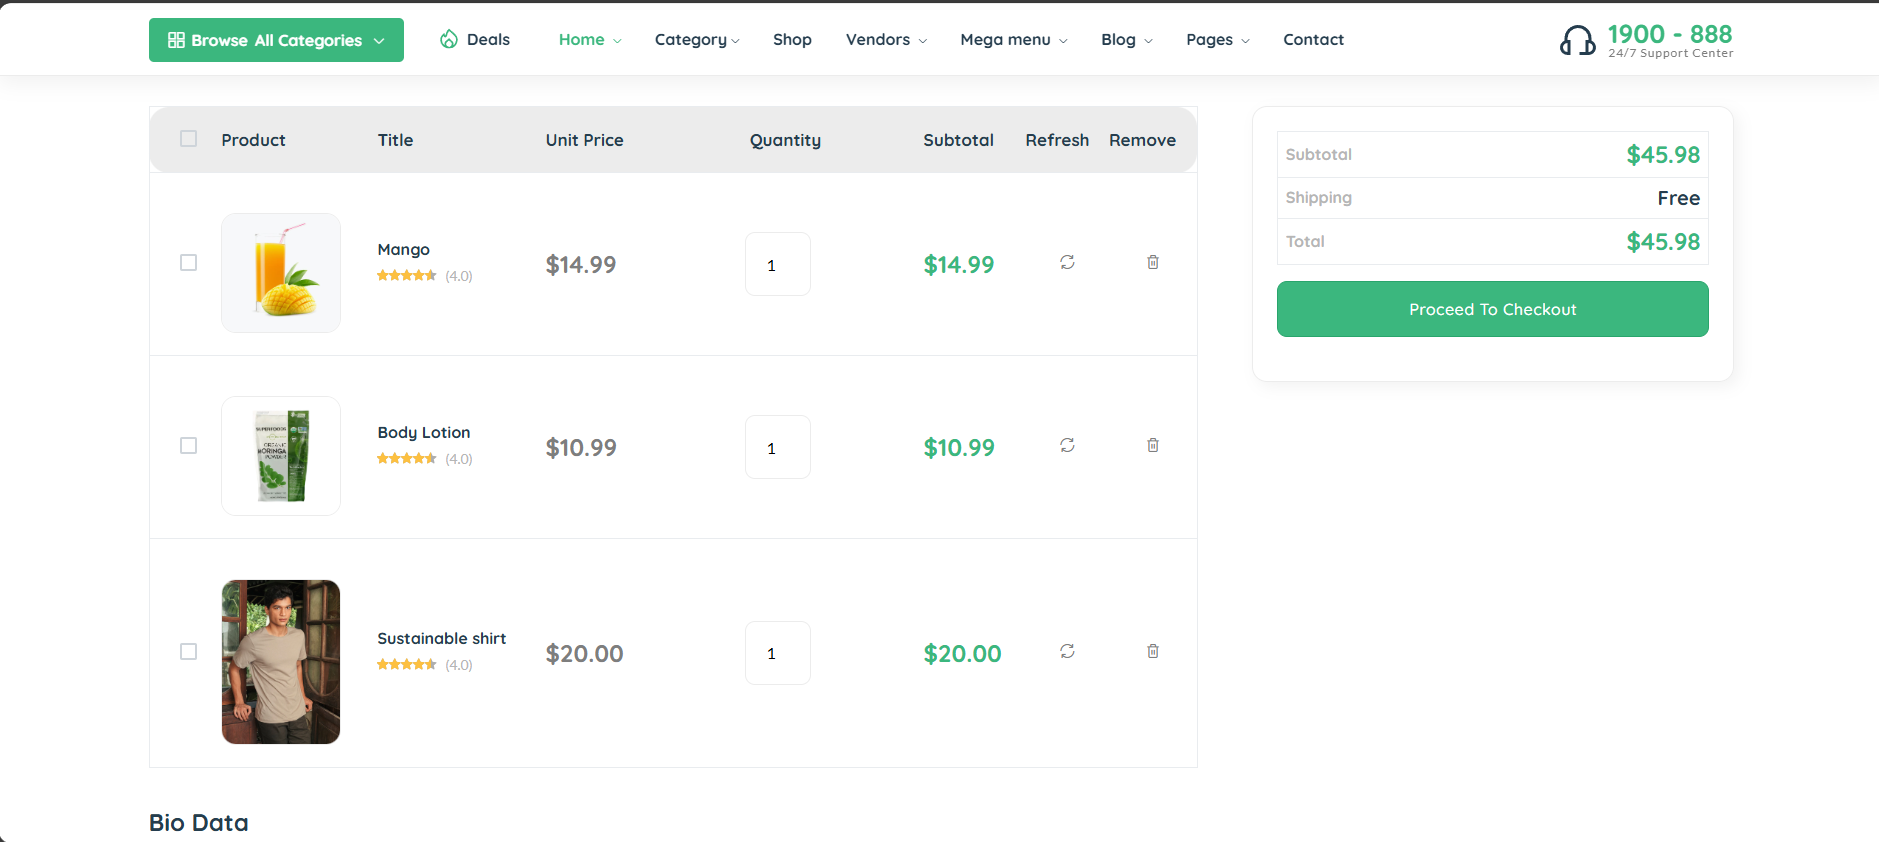 Browse All Categories
Deals
Home
Category
Shop
Vendors
Mega menu
Blog
Pages
Contact
1900 - 888
24/7 Support Center
Product Title Unit Price Quantity Subtotal Refresh Remove
Mango
(4.0)
$14.99
1
$14.99
SUPERFOODS
ORGANIC
MORINGA
POWDER
Body Lotion
(4.0)
$10.99
1
$10.99
Sustainable shirt
(4.0)
$20.00
1
$20.00
Subtotal $45.98
Shipping Free
Total $45.98
Proceed To Checkout
Bio Data